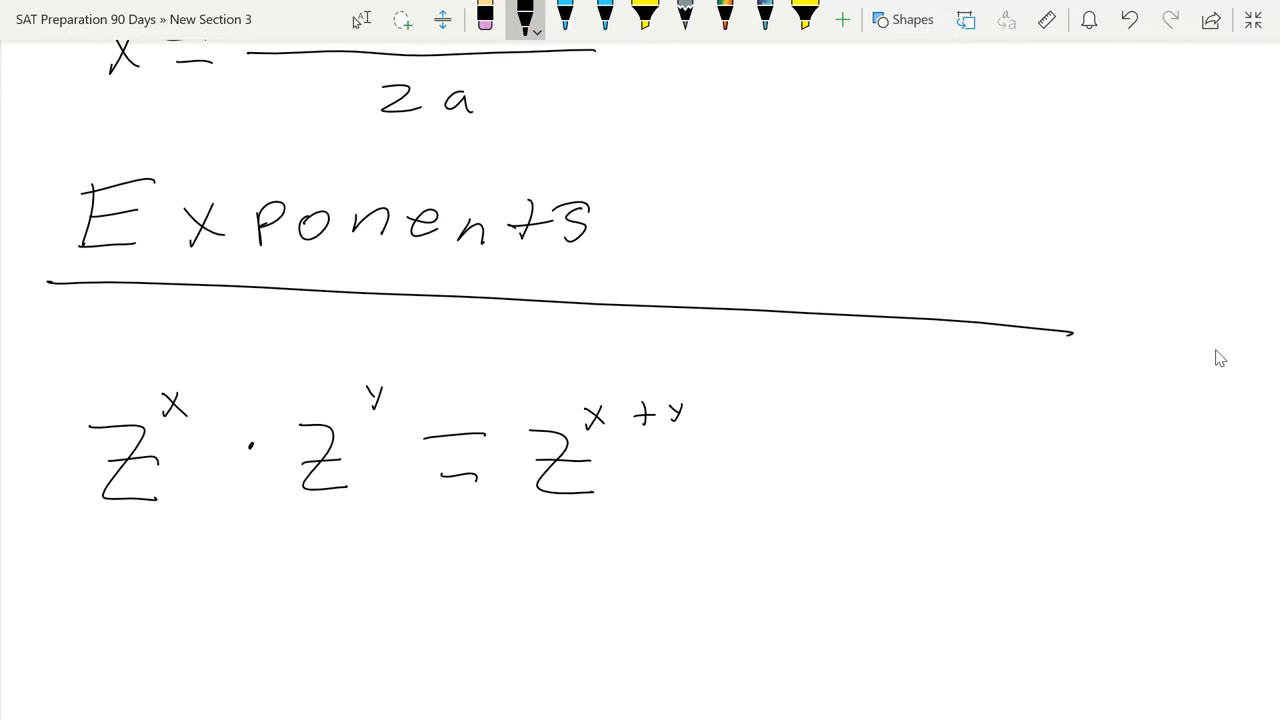 SAT Preparation 90 Days » New Section 3
Shapes
x =
2a
Exponents
z^x · z^y = z^{x+y}